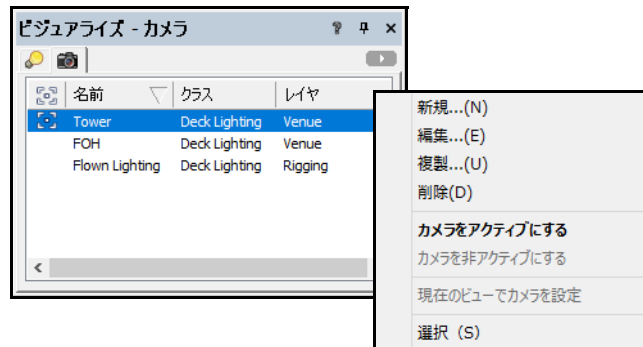 ビジュアライズ - カメラ
名前 クラス レイヤ
Tower Deck Lighting Venue
FOH Deck Lighting Venue
Flown Lighting Deck Lighting Rigging
新規...(N)
編集...(E)
複製...(U)
削除(D)
カメラをアクティブにする
カメラを非アクティブにする
現在のビューでカメラを設定
選択（S）